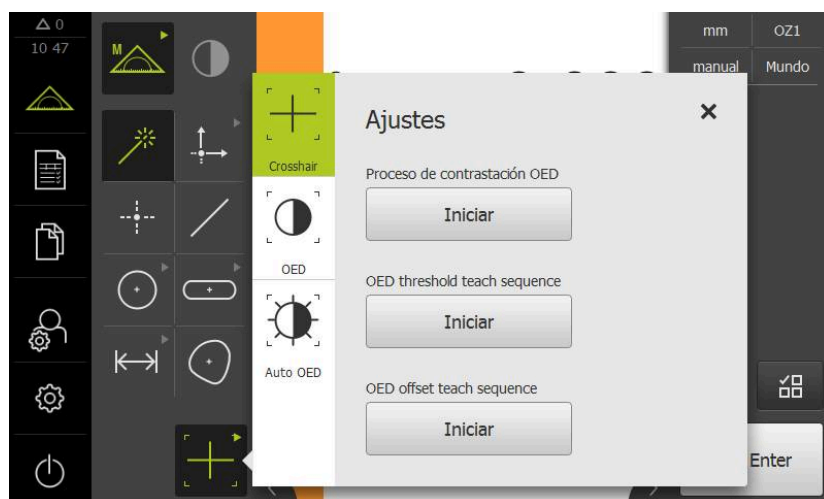 0
10 47
M
mm
OZ1
manual
Mundo
Crosshair
OED
Auto OED
Ajustes
Proceso de contrastación OED
Iniciar
OED threshold teach sequence
Iniciar
OED offset teach sequence
Iniciar
Enter